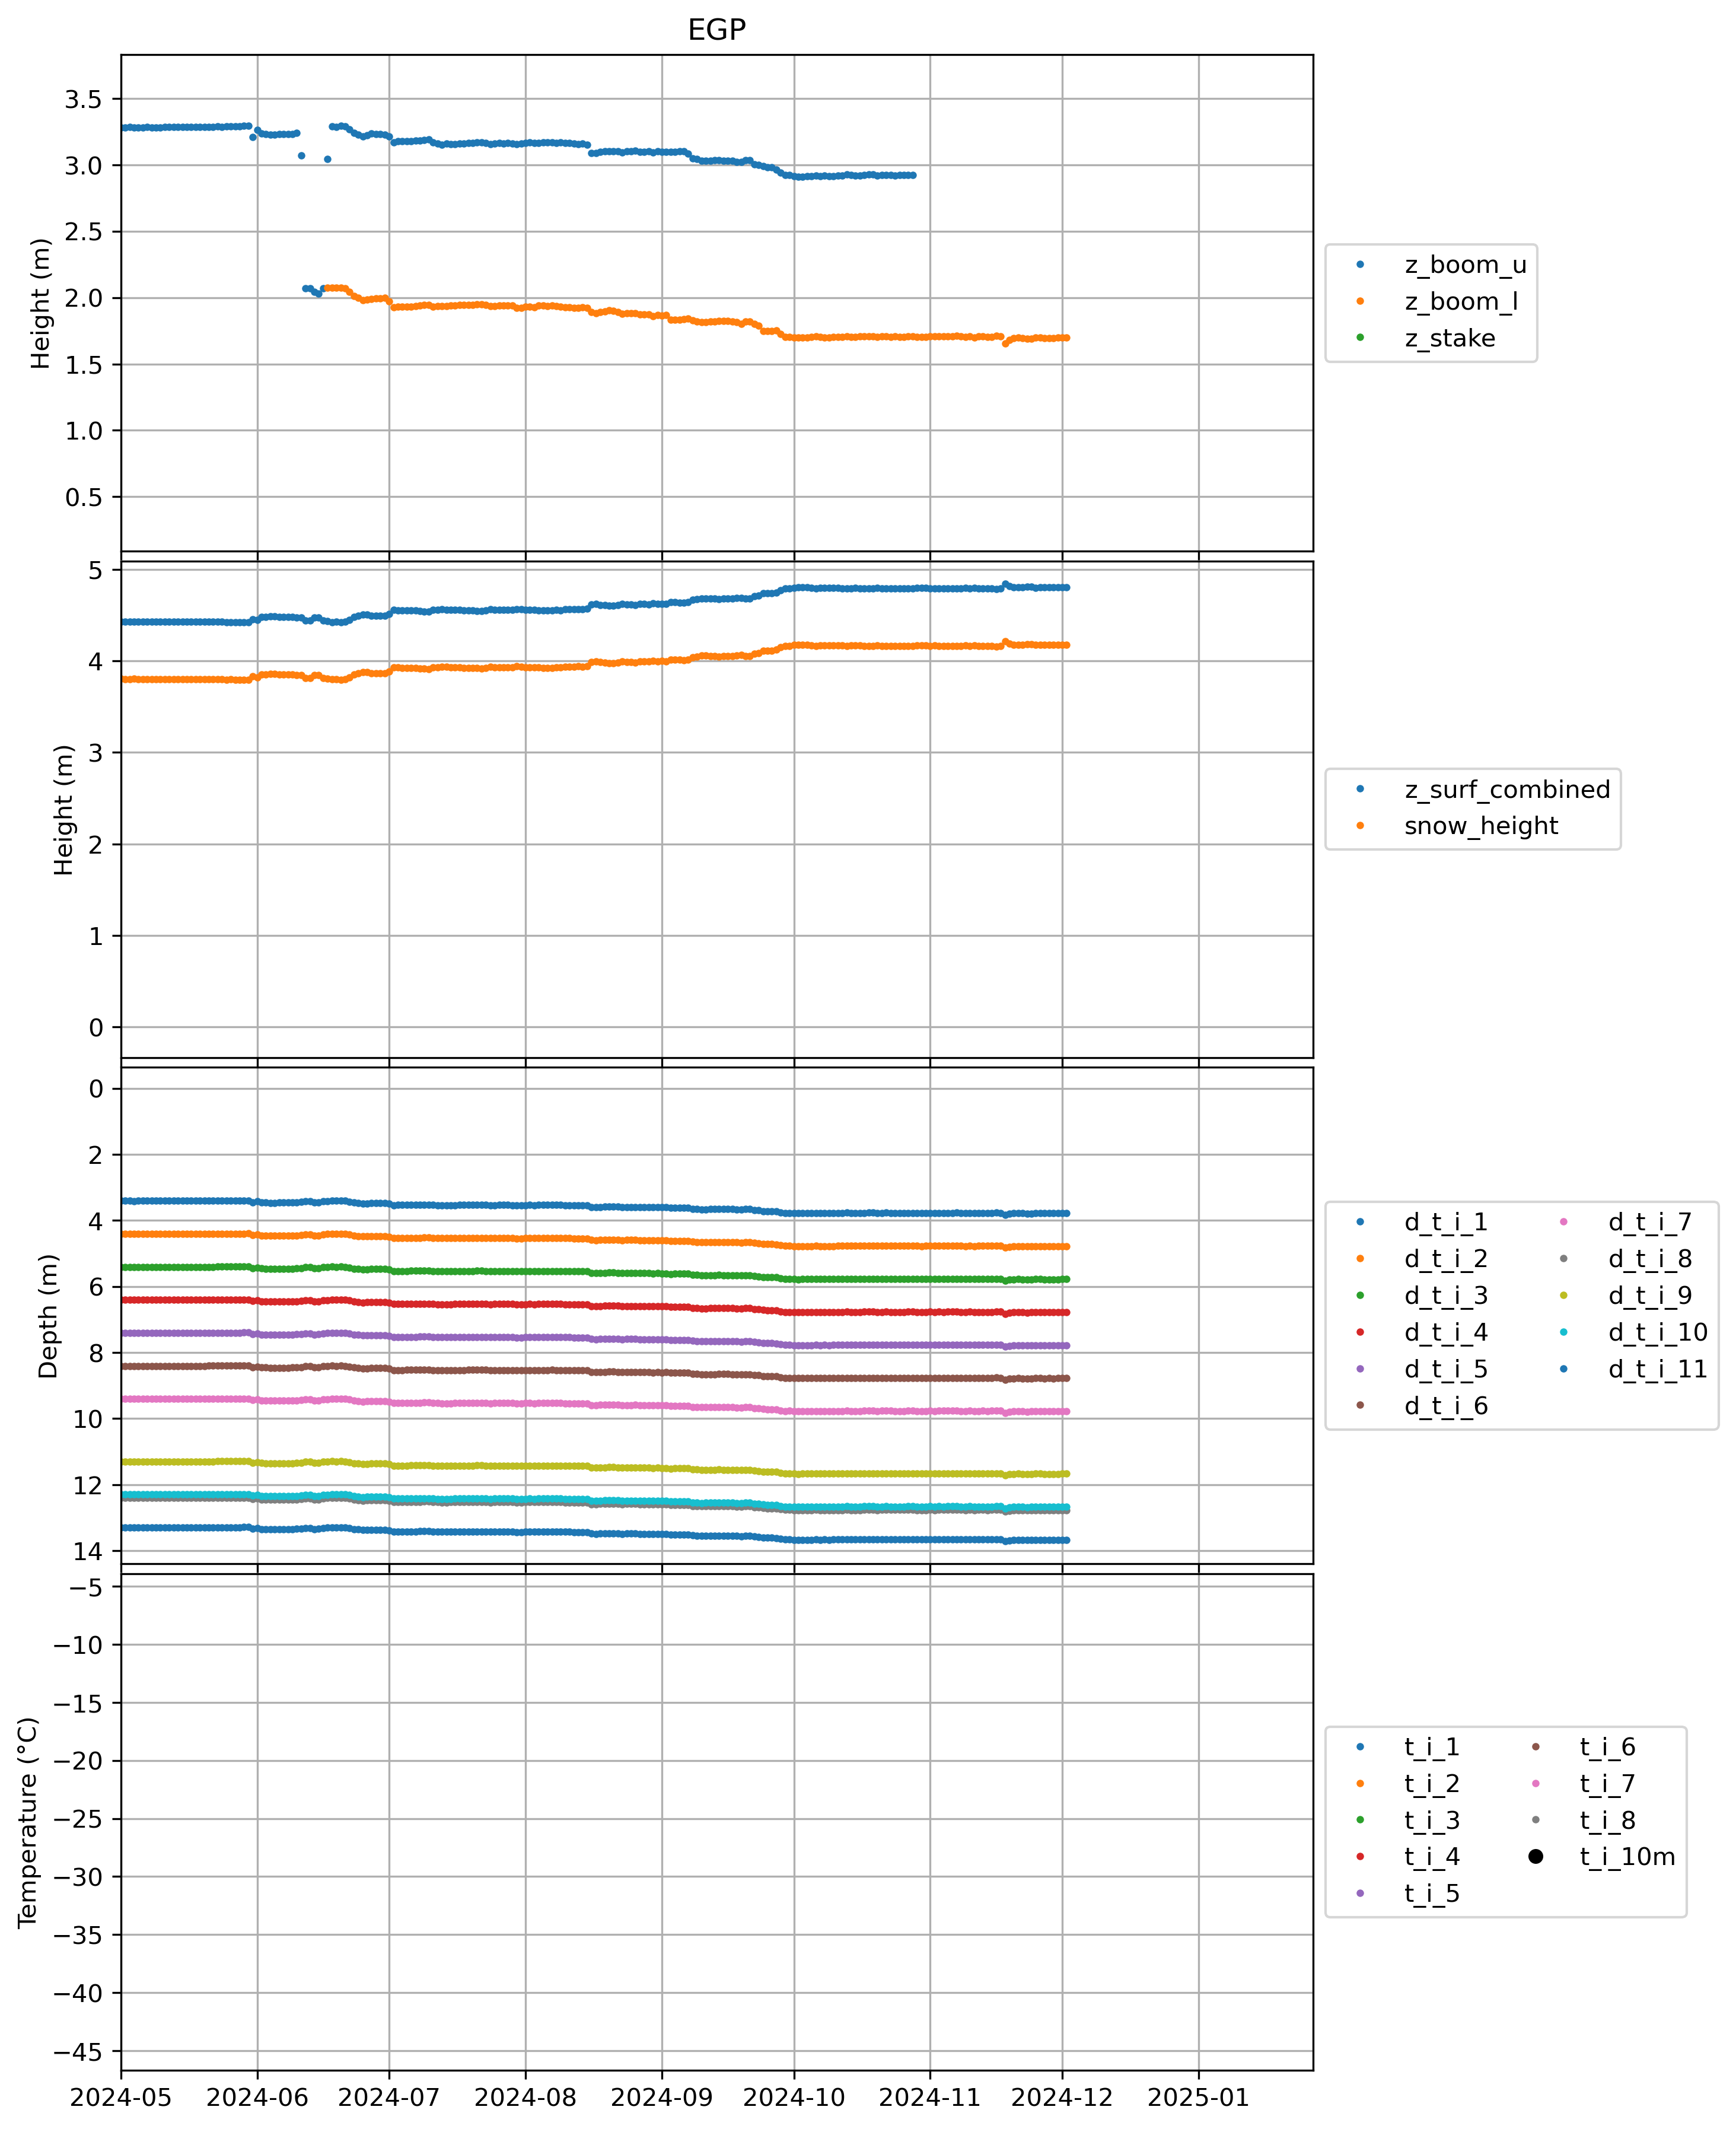 EGP
3.5
3.0
2.5
2.0
1.5
1.0
0.5
Height (m)
z_boom_u
z_boom_l
z_stake
5
4
3
2
1
0
Height (m)
z_surf_combined
snow_height
0
2
4
6
8
10
12
14
Depth (m)
d_t_i_1
d_t_i_2
d_t_i_3
d_t_i_4
d_t_i_5
d_t_i_6
d_t_i_7
d_t_i_8
d_t_i_9
d_t_i_10
d_t_i_11
−5
−10
−15
−20
−25
−30
−35
−40
−45
Temperature (°C)
t_i_1
t_i_2
t_i_3
t_i_4
t_i_5
t_i_6
t_i_7
t_i_8
t_i_10m
2024-05 2024-06 2024-07 2024-08 2024-09 2024-10 2024-11 2024-12 2025-01